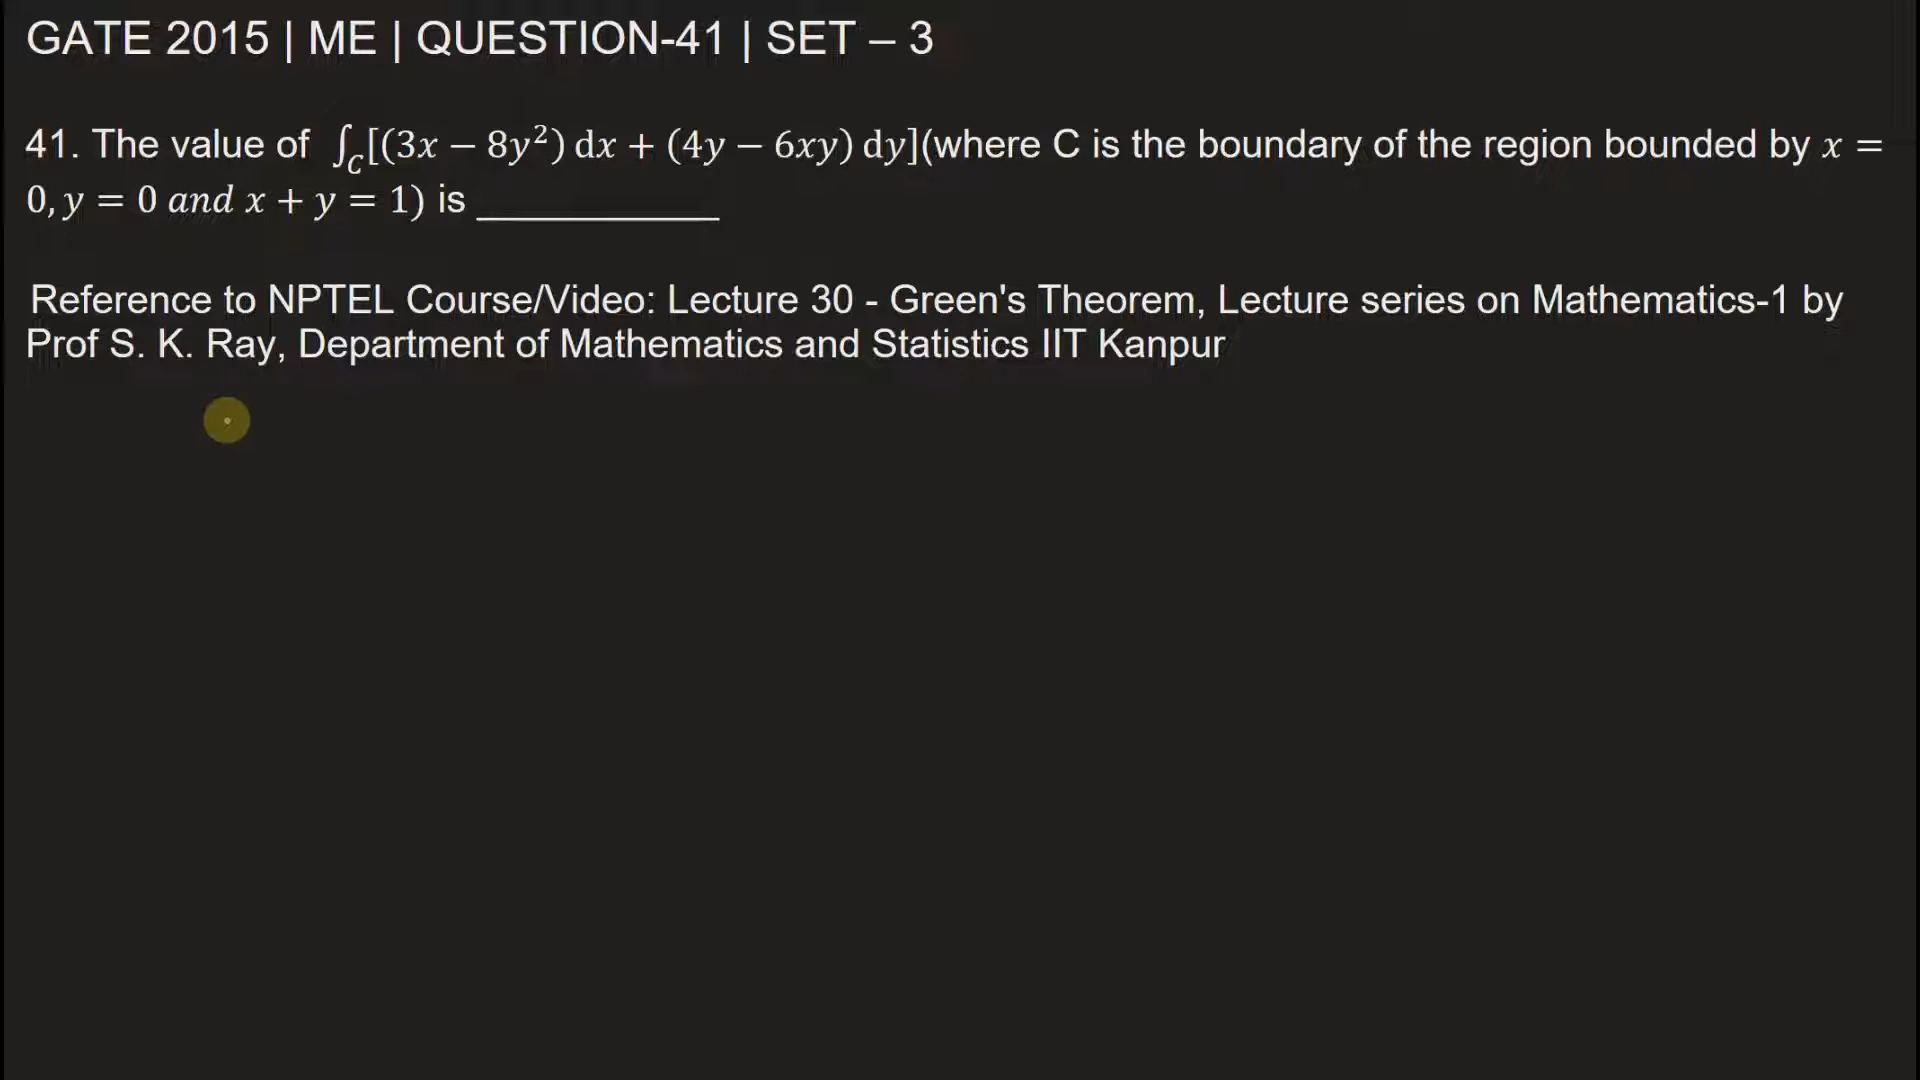 GATE 2015 | ME | QUESTION-41 | SET – 3
41. The value of ∫_C[(3x − 8y²) dx + (4y − 6xy) dy](where C is the boundary of the region bounded by x =
0, y = 0 and x + y = 1) is ___________
Reference to NPTEL Course/Video: Lecture 30 - Green's Theorem, Lecture series on Mathematics-1 by
Prof S. K. Ray, Department of Mathematics and Statistics IIT Kanpur